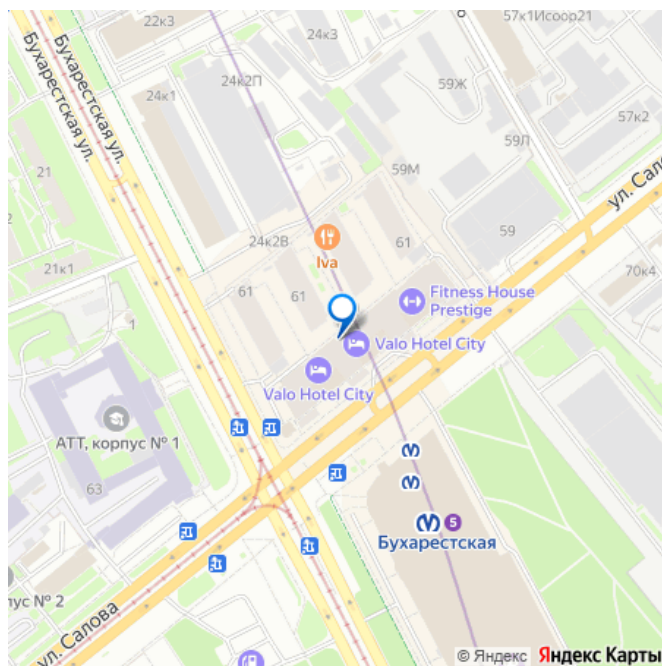 22к3
24к3
57к1Исоор21
Бухарестская ул.
Бухарестская ул.
24к1
24к2П
59Ж
57к2
59Л
21
59М
ул. Сало
24к2В
61
59
Iva
21к1
70к4
61
61
Fitness House
Prestige
1
Valo Hotel City
Valo Hotel City
АТТ, корпус № 1
63
5
Бухарестская
пус № 2
ул. Салова
© Яндекс Яндекс Карты